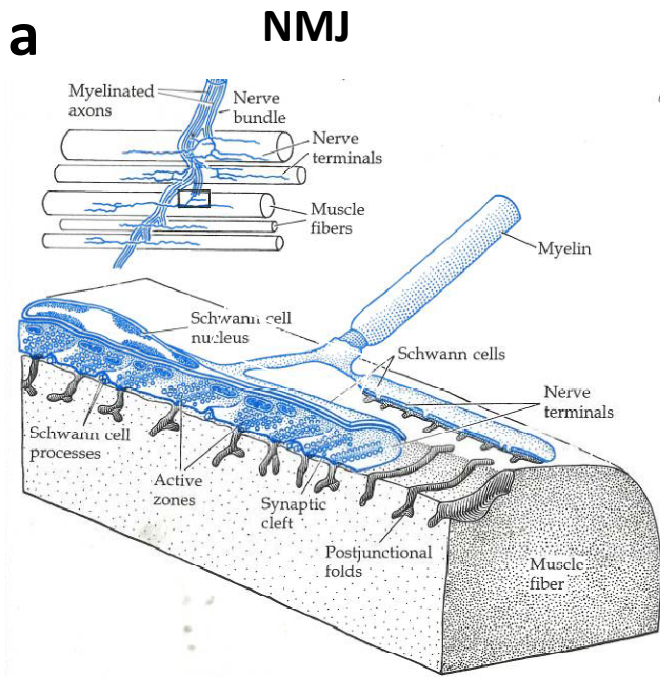 a
NMJ
Myelinated
axons
Nerve
bundle
Nerve
terminals
Muscle
fibers
Myelin
Schwann cell
nucleus
Schwann cells
Nerve
terminals
Schwann cell
processes
Active
zones
Synaptic
cleft
Postjunctional
folds
Muscle
fiber